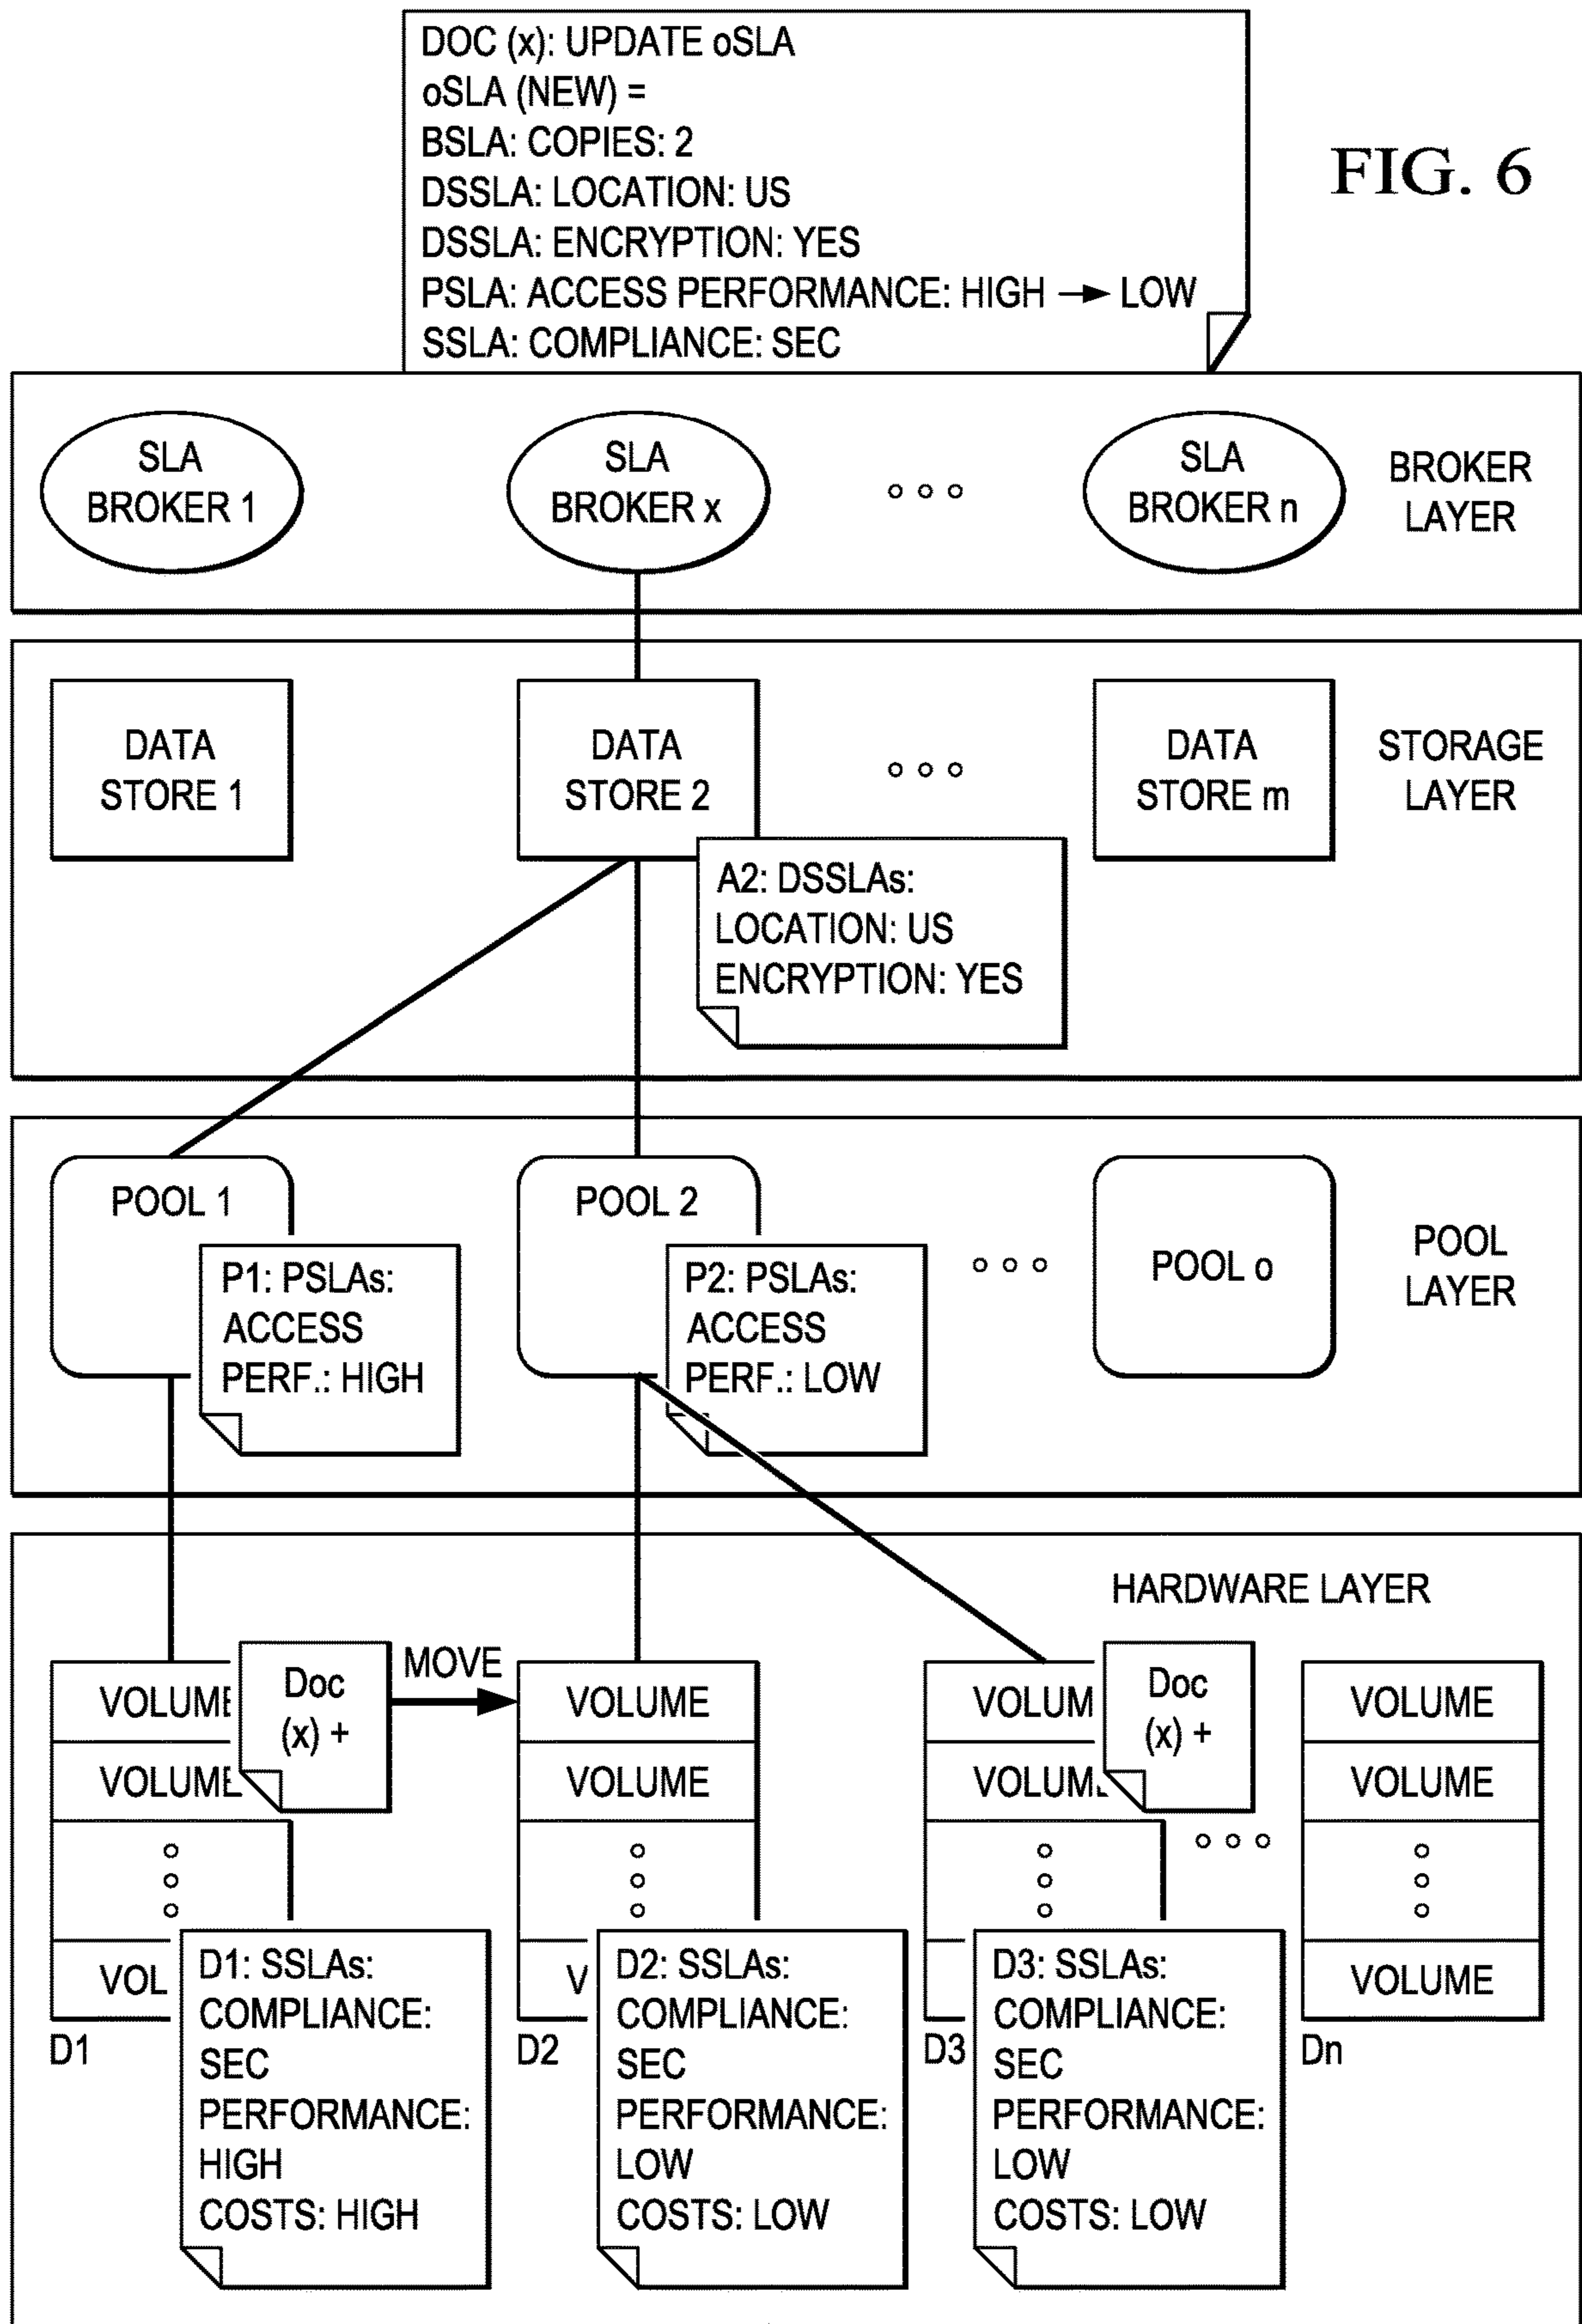 DOC (x): UPDATE oSLA
oSLA (NEW) =
BSLA: COPIES: 2
DSSLA: LOCATION: US
DSSLA: ENCRYPTION: YES
PSLA: ACCESS PERFORMANCE: HIGH → LOW
SSLA: COMPLIANCE: SEC
FIG. 6
SLA
BROKER 1
SLA
BROKER x
SLA
BROKER n
BROKER
LAYER
DATA
STORE 1
DATA
STORE 2
DATA
STORE m
STORAGE
LAYER
A2: DSSLAs:
LOCATION: US
ENCRYPTION: YES
POOL 1
P1: PSLAs:
ACCESS
PERF.: HIGH
POOL 2
P2: PSLAs:
ACCESS
PERF.: LOW
POOL o
POOL
LAYER
HARDWARE LAYER
VOLUME
VOLUME
VOL
Doc
(x) +
MOVE
D1
D1: SSLAs:
COMPLIANCE:
SEC
PERFORMANCE:
HIGH
COSTS: HIGH
VOLUME
VOLUME
V
D2
D2: SSLAs:
COMPLIANCE:
SEC
PERFORMANCE:
LOW
COSTS: LOW
VOLUM
VOLUM
Doc
(x) +
D3
D3: SSLAs:
COMPLIANCE:
SEC
PERFORMANCE:
LOW
COSTS: LOW
VOLUME
VOLUME
VOLUME
Dn